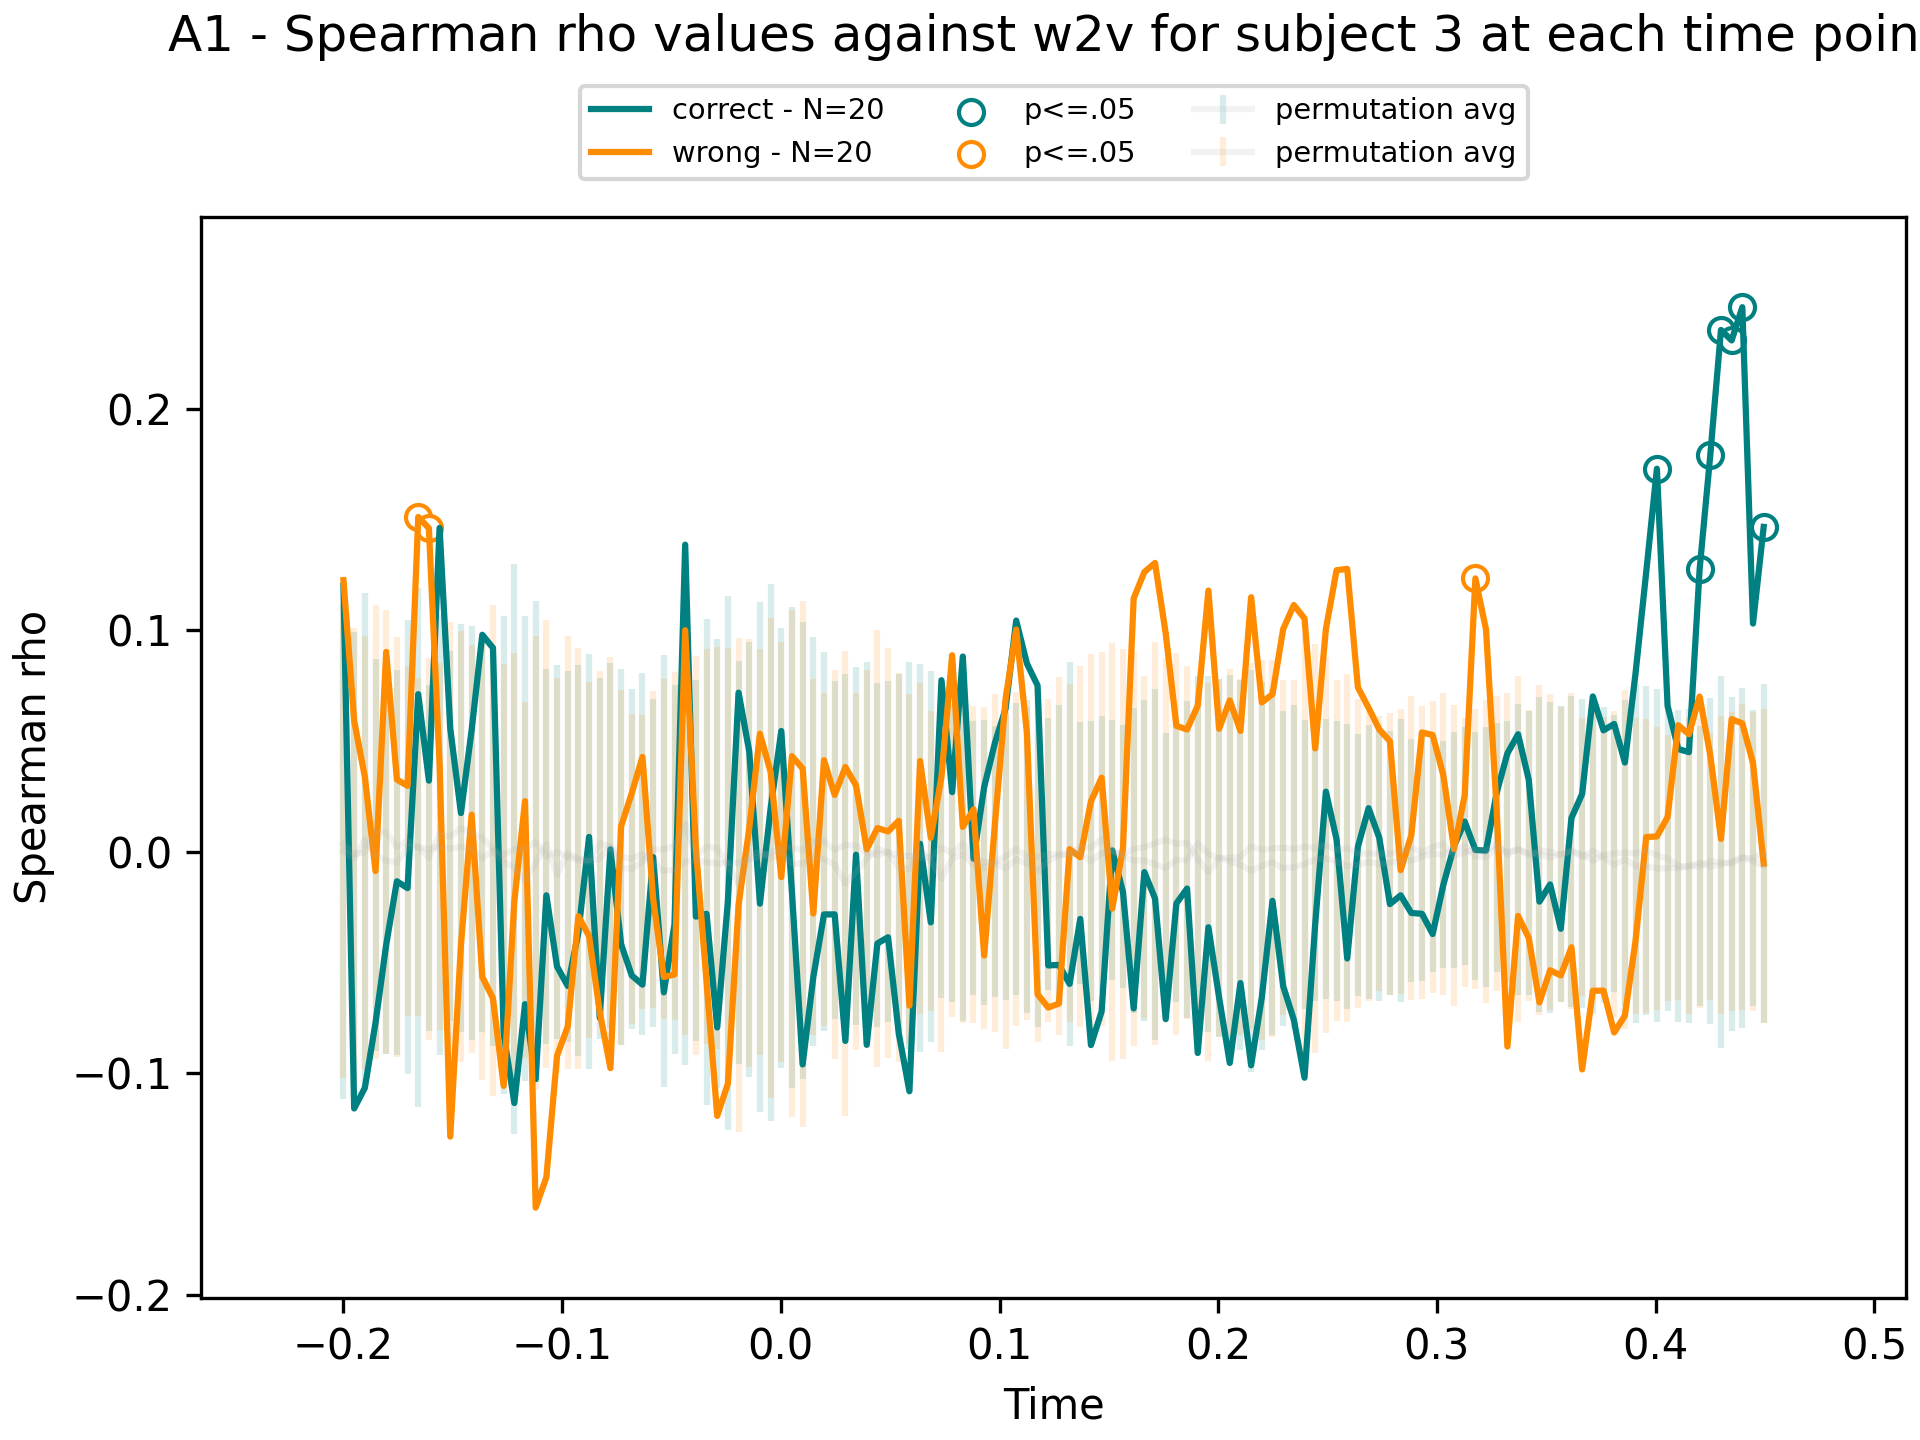 A1 - Spearman rho values against w2v for subject 3 at each time poin
correct - N=20
wrong - N=20
p<=.05
p<=.05
permutation avg
permutation avg
Spearman rho
0.2
0.1
0.0
−0.1
−0.2
−0.2 −0.1 0.0 0.1 0.2 0.3 0.4 0.5
Time